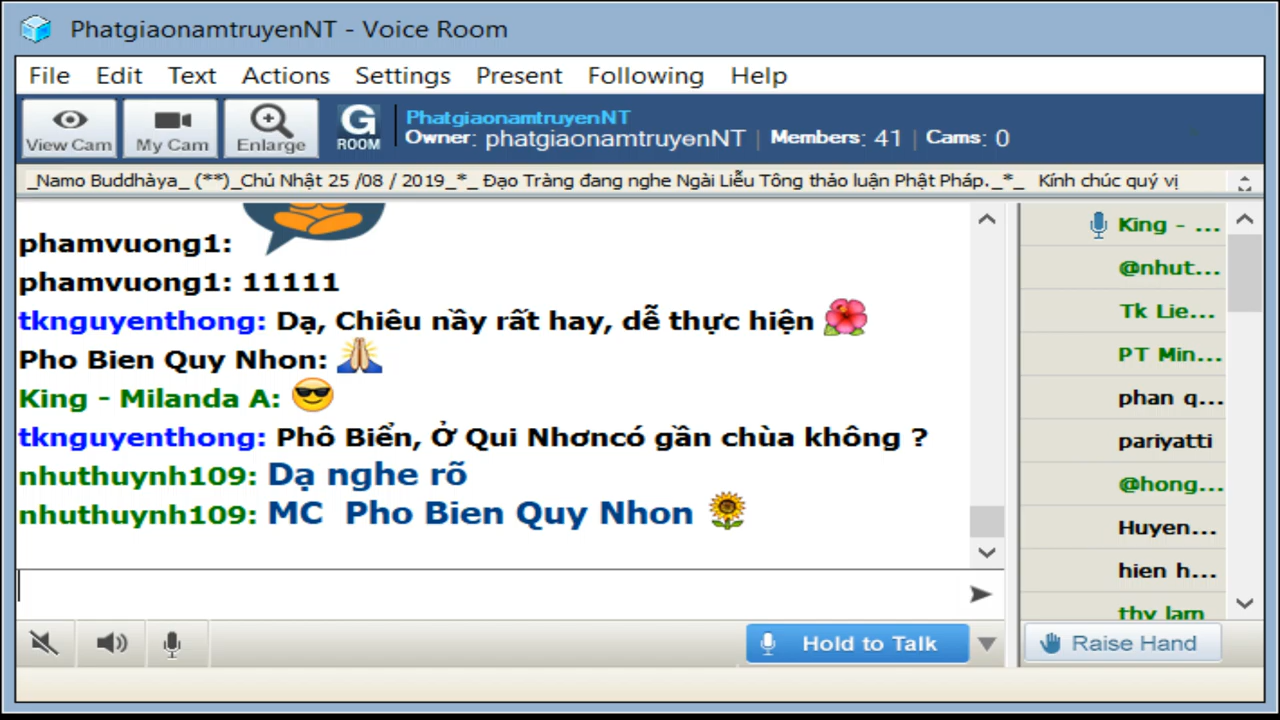 PhatgiaonamtruyenNT - Voice Room
File Edit Text Actions Settings Present Following Help
View Cam My Cam Enlarge G ROOM PhatgiaonamtruyenNT
Owner: phatgiaonamtruyenNT | Members: 41 | Cams: 0
_Namo Buddhàya_ (**)_Chủ Nhật 25 /08 / 2019_*_ Đạo Tràng đang nghe Ngài Liễu Tông thảo luận Phật Pháp._*_ Kính chúc quý vị
phamvuong1:
phamvuong1: 11111
tknguyenthong: Dạ, Chiêu nầy rất hay, dễ thực hiện
Pho Bien Quy Nhon:
King - Milanda A:
tknguyenthong: Phô Biển, Ở Qui Nhơncó gần chùa không ?
nhuthuynh109: Dạ nghe rõ
nhuthuynh109: MC Pho Bien Quy Nhon
King - ...
@nhut...
Tk Lie...
PT Min...
phan q...
pariyatti
@hong...
Huyen...
hien h...
thy lam
Hold to Talk
Raise Hand